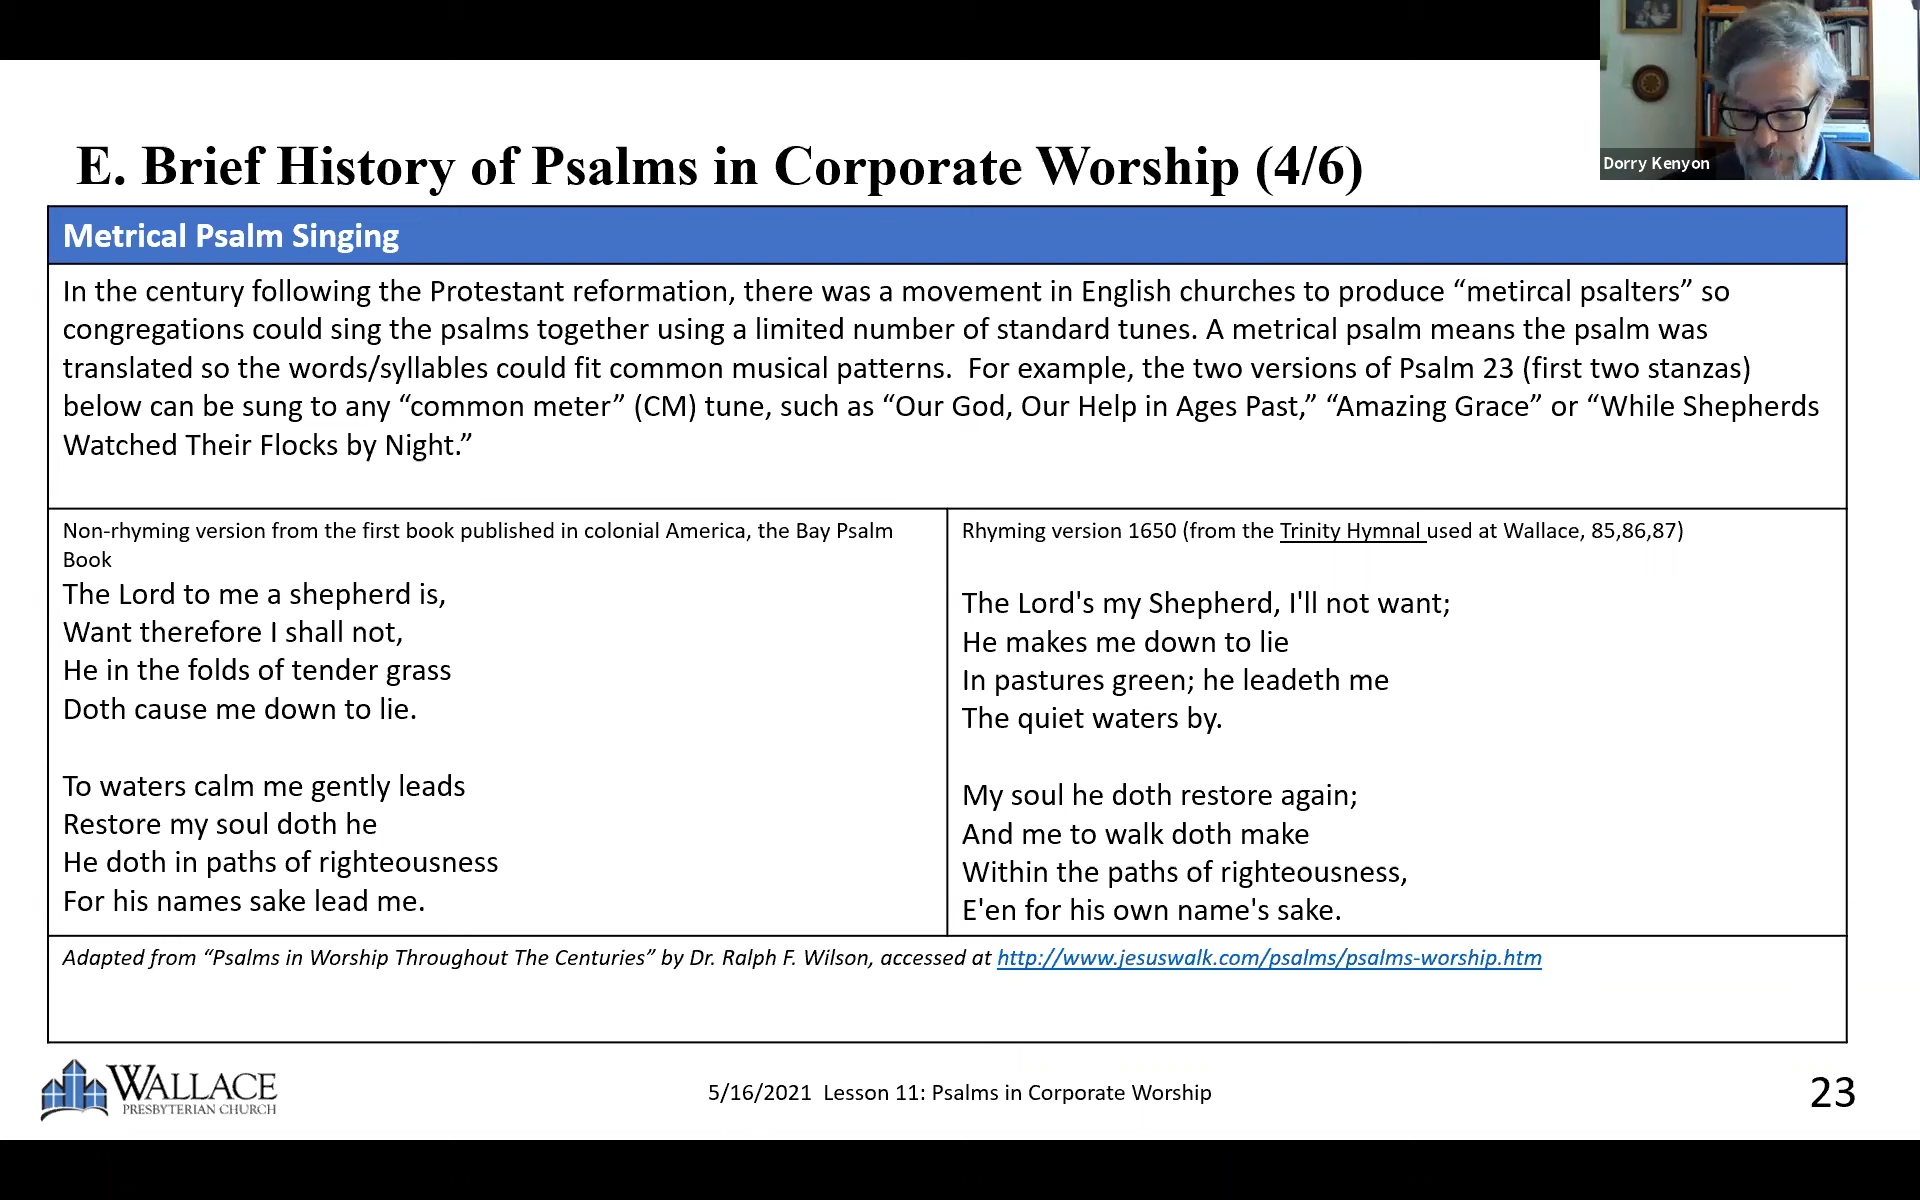 Dorry Kenyon
E. Brief History of Psalms in Corporate Worship (4/6)
Metrical Psalm Singing
In the century following the Protestant reformation, there was a movement in English churches to produce “metircal psalters” so
congregations could sing the psalms together using a limited number of standard tunes. A metrical psalm means the psalm was
translated so the words/syllables could fit common musical patterns.  For example, the two versions of Psalm 23 (first two stanzas)
below can be sung to any “common meter” (CM) tune, such as “Our God, Our Help in Ages Past,” “Amazing Grace” or “While Shepherds
Watched Their Flocks by Night.”
Non-rhyming version from the first book published in colonial America, the Bay Psalm
Book
The Lord to me a shepherd is,
Want therefore I shall not,
He in the folds of tender grass
Doth cause me down to lie.
To waters calm me gently leads
Restore my soul doth he
He doth in paths of righteousness
For his names sake lead me.
Rhyming version 1650 (from the Trinity Hymnal used at Wallace, 85,86,87)
The Lord's my Shepherd, I'll not want;
He makes me down to lie
In pastures green; he leadeth me
The quiet waters by.
My soul he doth restore again;
And me to walk doth make
Within the paths of righteousness,
E'en for his own name's sake.
Adapted from “Psalms in Worship Throughout The Centuries” by Dr. Ralph F. Wilson, accessed at http://www.jesuswalk.com/psalms/psalms-worship.htm
WALLACE
PRESBYTERIAN CHURCH
5/16/2021  Lesson 11: Psalms in Corporate Worship
23